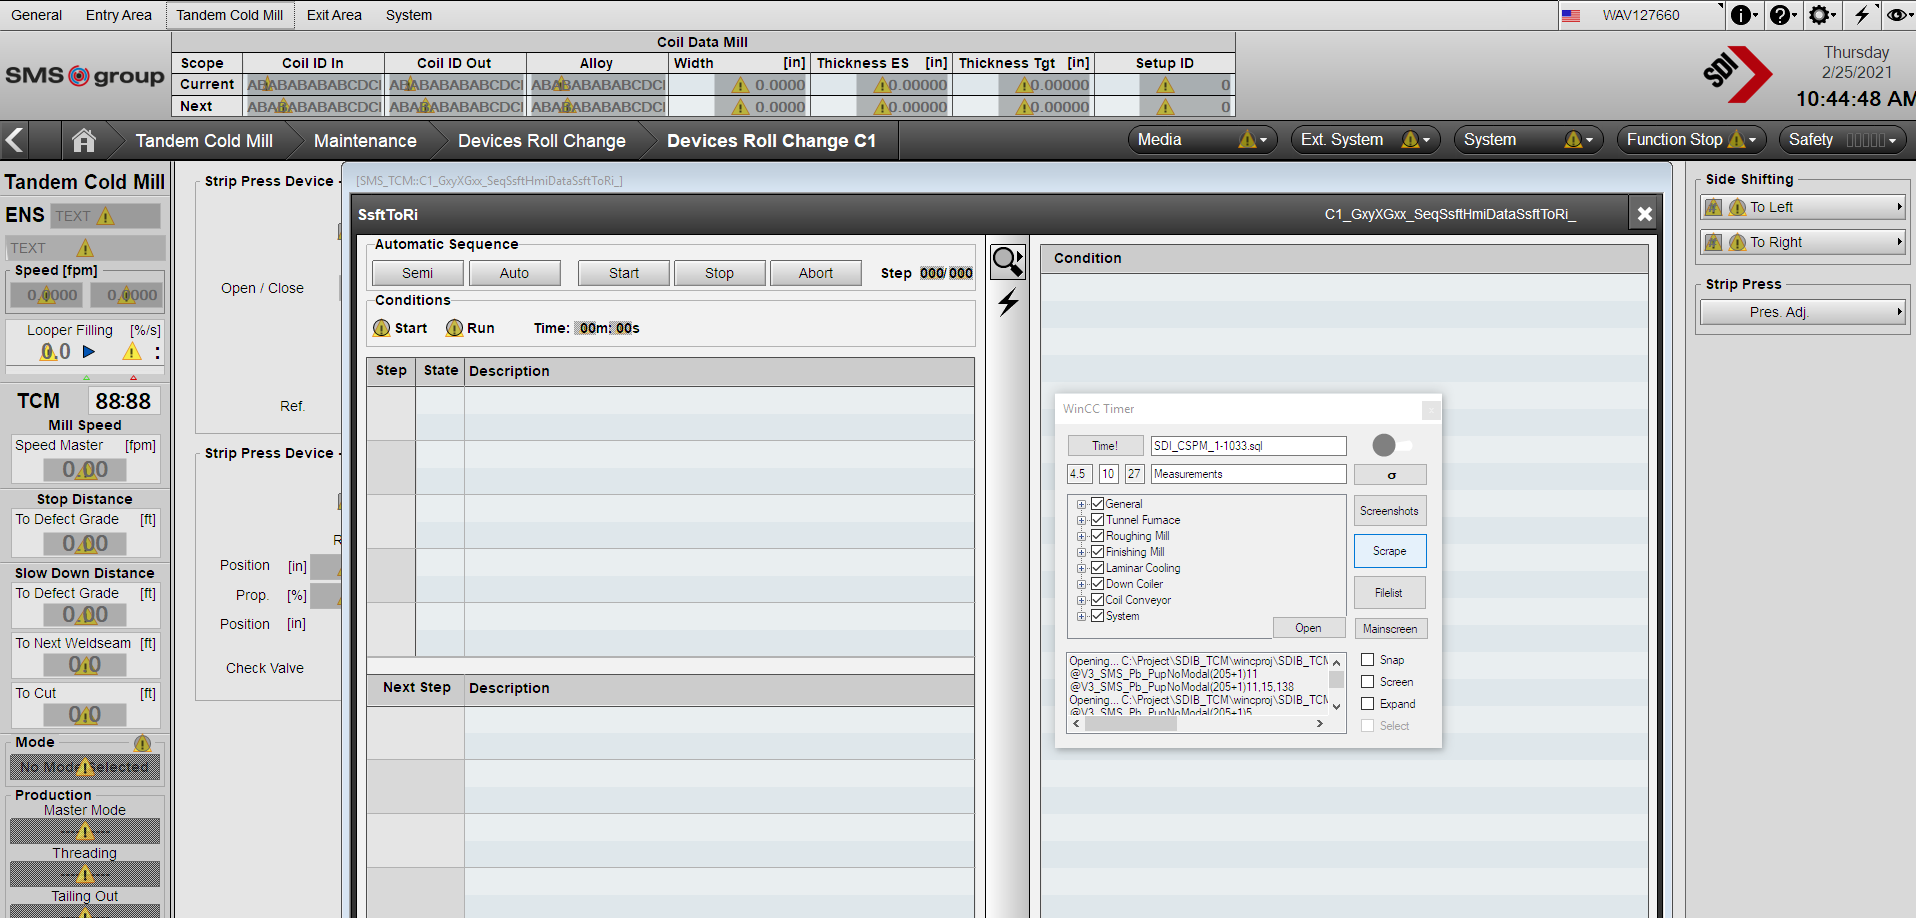 General Entry Area Tandem Cold Mill Exit Area System WAV127660
SMS group
Coil Data Mill
Scope Coil ID In Coil ID Out Alloy Width [in] Thickness ES [in] Thickness Tgt [in] Setup ID
Current 0.0000 0.00000 0.00000 0
Next 0.0000 0.00000 0.00000 0
SDI
Thursday
2/25/2021
10:44:48 AM
Tandem Cold Mill Maintenance Devices Roll Change Devices Roll Change C1
Media Ext. System System Function Stop Safety
Tandem Cold Mill
ENS TEXT
TEXT
Speed [fpm]
0.0000 0.0000
Looper Filling [%/s]
0.0 :
TCM 88:88
Mill Speed
Speed Master [fpm]
0.00
Stop Distance
To Defect Grade [ft]
0.00
Slow Down Distance
To Defect Grade [ft]
0.00
To Next Weldseam [ft]
0.0
To Cut [ft]
0.0
Mode
No Mode Selected
Production
Master Mode
Threading
Tailing Out
Strip Press Device -
Open / Close
Ref.
Strip Press Device -
R
Position [in]
Prop. [%]
Position [in]
Check Valve
[SMS_TCM::C1_GxyXGxx_SeqSsftHmiDataSsftToRi_]
SsftToRi C1_GxyXGxx_SeqSsftHmiDataSsftToRi_
Automatic Sequence
Semi Auto Start Stop Abort Step 000/000
Conditions
Start Run Time: 00m: 00s
Step State Description
Next Step Description
Condition
WinCC Timer
Time! SDI_CSPM_1-1033.sql
4.5 10 27 Measurements σ
General
Tunnel Furnace
Roughing Mill
Finishing Mill
Laminar Cooling
Down Coiler
Coil Conveyor
System
Open
Screenshots
Scrape
Filelist
Mainscreen
Opening... C:\Project\SDIB_TCM\wincproj\SDIB_TCM
@V3_SMS_Pb_PupNoModal(205+1)11
@V3_SMS_Pb_PupNoModal(205+1)11,15,138
Opening... C:\Project\SDIB_TCM\wincproj\SDIB_TCM
@V3_SMS_Pb_PupNoModal(205+1)5
Snap
Screen
Expand
Select
Side Shifting
To Left
To Right
Strip Press
Pres. Adj.